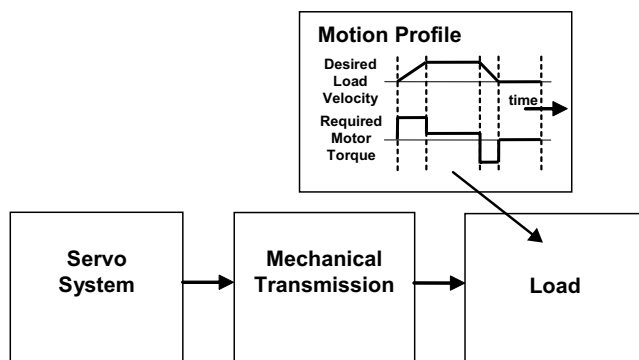 Motion Profile
Desired
Load
Velocity
time
Required
Motor
Torque
Servo
System
Mechanical
Transmission
Load